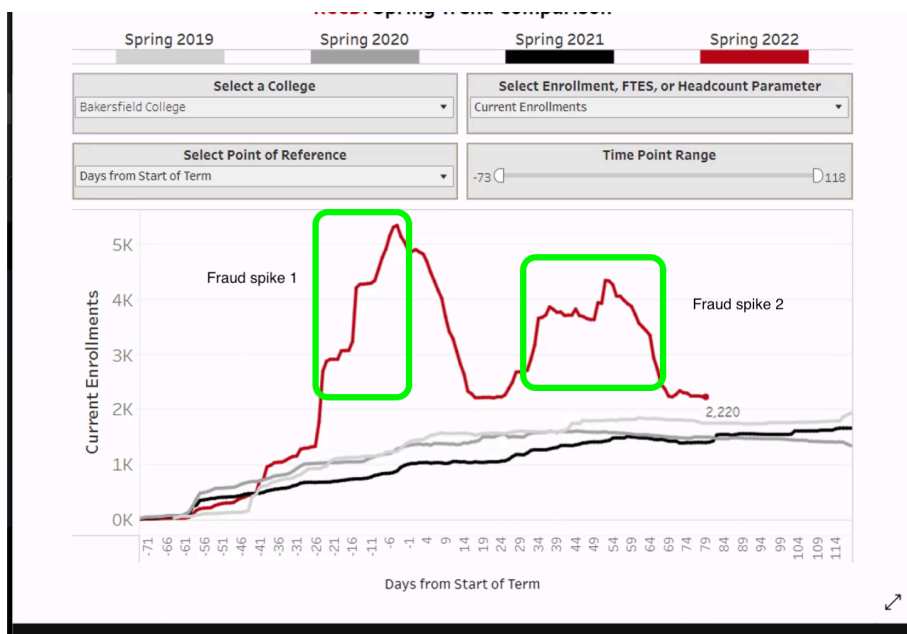 Spring Trend Comparison
Spring 2019 Spring 2020 Spring 2021 Spring 2022
Select a College
Bakersfield College
Select Enrollment, FTES, or Headcount Parameter
Current Enrollments
Select Point of Reference
Days from Start of Term
Time Point Range
-73 118
Current Enrollments
5K
4K
3K
2K
1K
0K
Fraud spike 1
Fraud spike 2
2,220
-71 -66 -61 -56 -51 -46 -41 -36 -31 -26 -21 -16 -11 -6 -1 4 9 14 19 24 29 34 39 44 49 54 59 64 69 74 79 84 89 94 99 104 109 114
Days from Start of Term